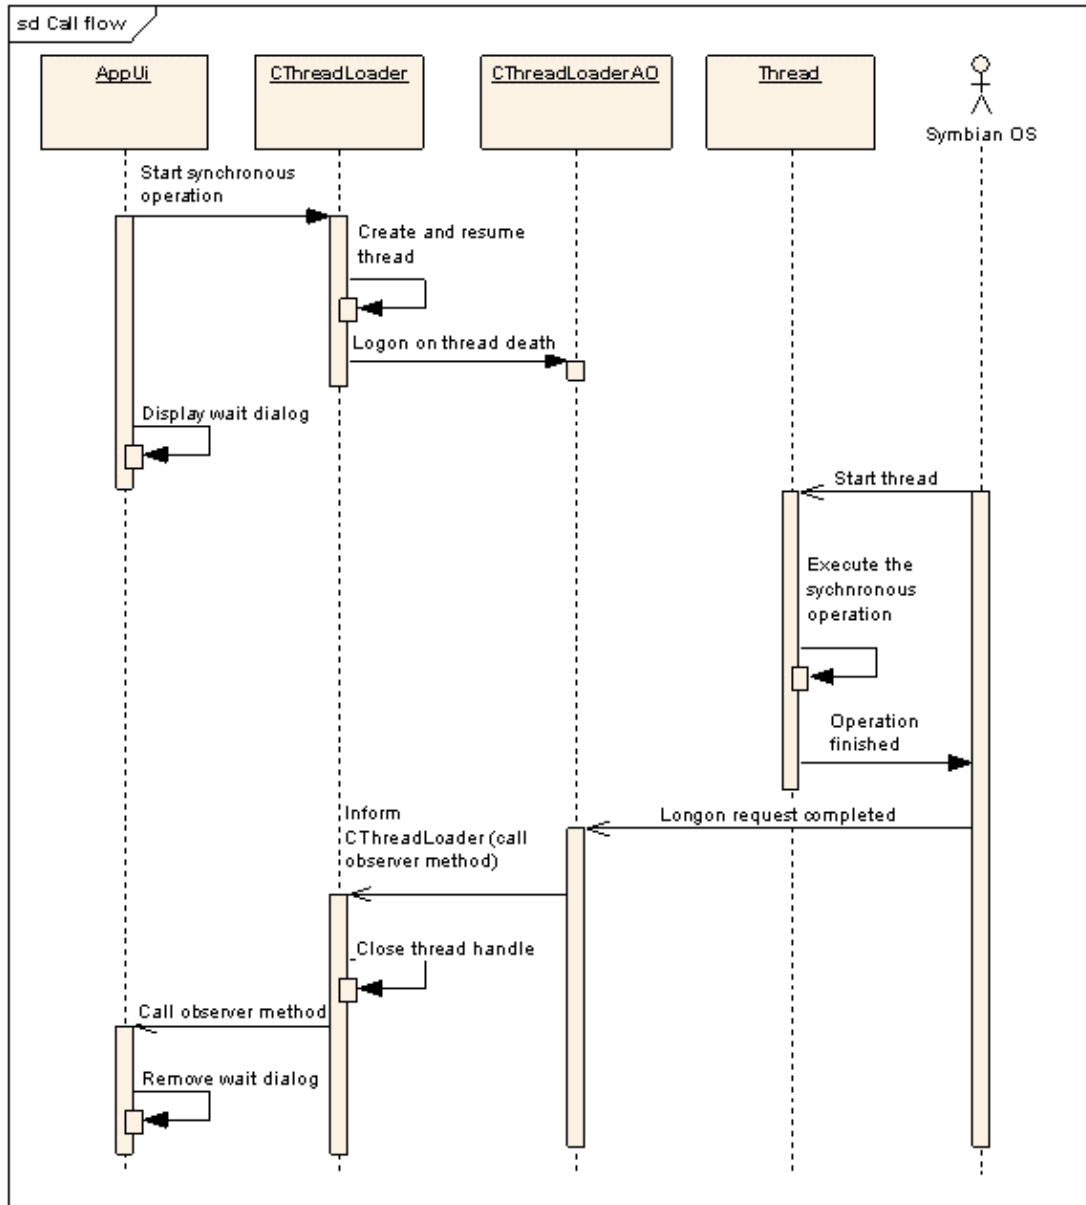 sd Call flow
AppUi
CThreadLoader
CThreadLoaderAO
Thread
Symbian OS
Start synchronous
operation
Create and resume
thread
Logon on thread death
Display wait dialog
Start thread
Execute the
sychnronous
operation
Operation
finished
Longon request completed
Inform
CThreadLoader (call
observer method)
Close thread handle
Call observer method
Remove wait dialog